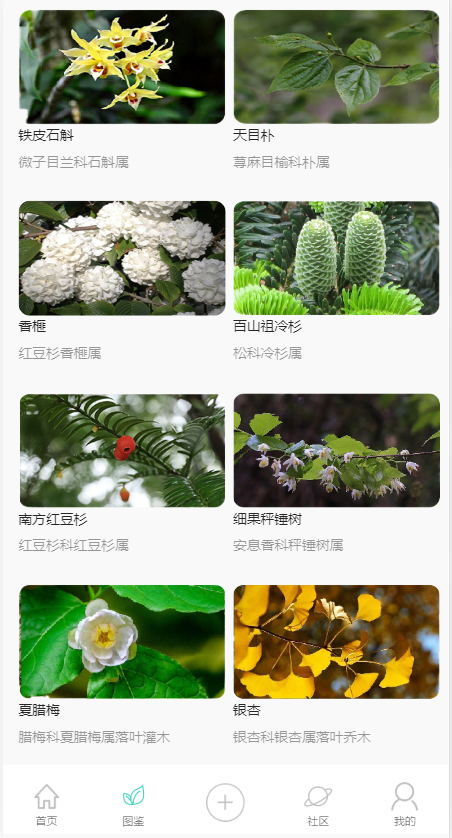 铁皮石斛
天目朴
微子目兰科石斛属
荨麻目榆科朴属
香榧
百山祖冷杉
红豆杉香榧属
松科冷杉属
南方红豆杉
细果秤锤树
红豆杉科红豆杉属
安息香科秤锤树属
夏腊梅
银杏
腊梅科夏腊梅属落叶灌木
银杏科银杏属落叶乔木
首页
图鉴
社区
我的